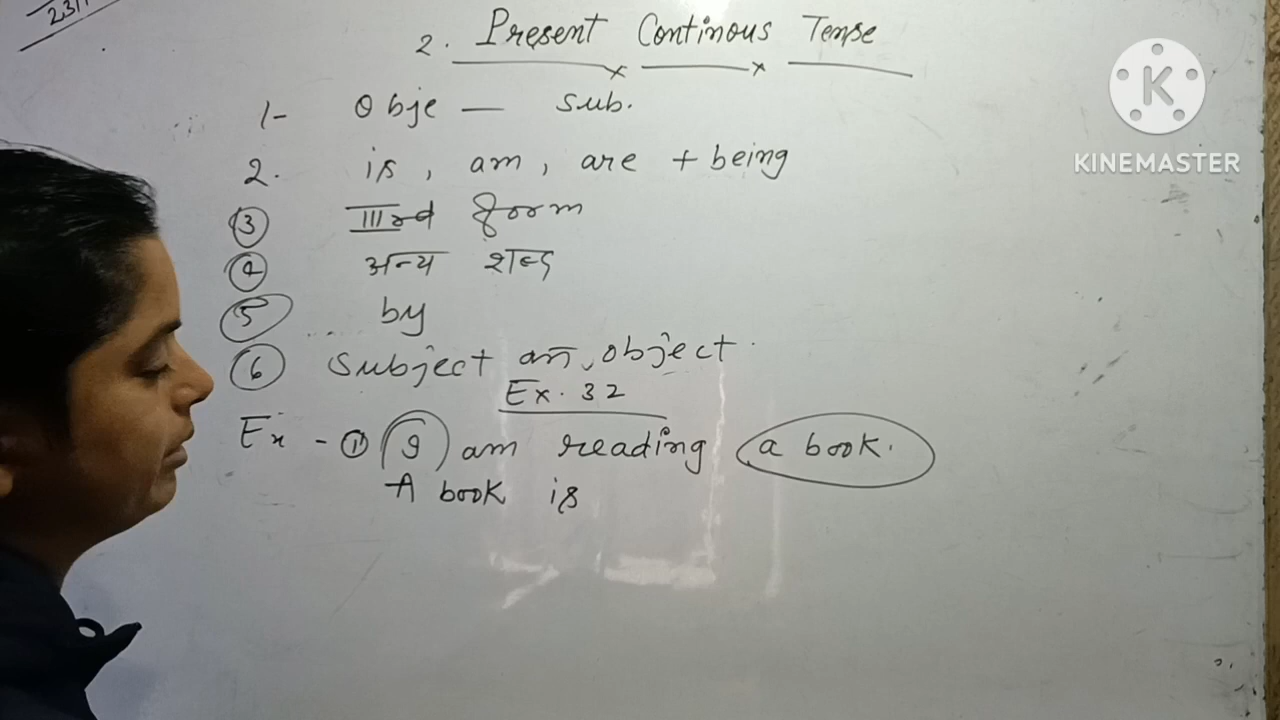 2. Present Continous Tense
1- Obje — Sub.
2. is, am, are + being
③ IIIrd form
④ अन्य शब्द
⑤ by
⑥ Subject का object.
Ex. 32
Ex - ① I am reading a book.
A book is
K
KINEMASTER